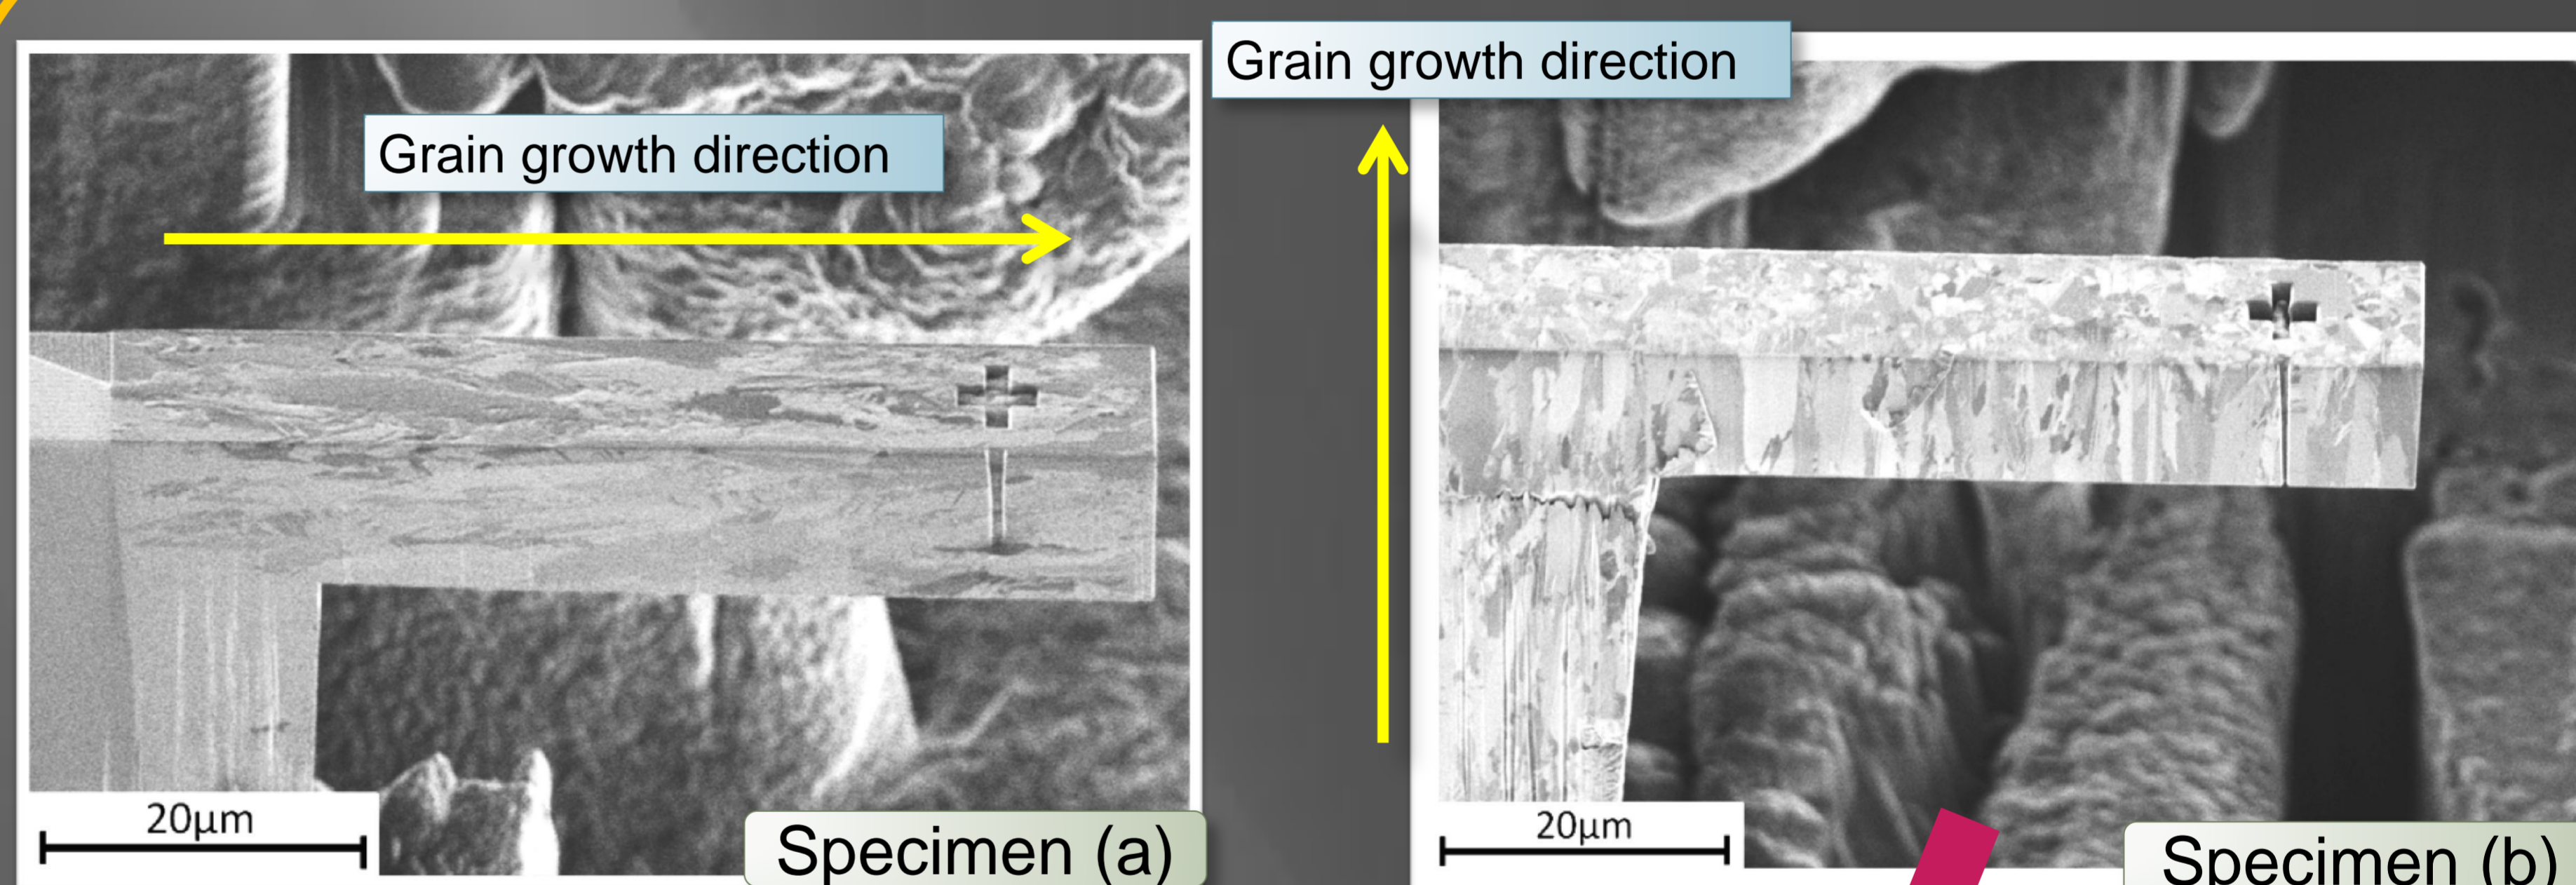 Grain growth direction
20µm
Specimen (a)
Grain growth direction
20µm
Specimen (b)